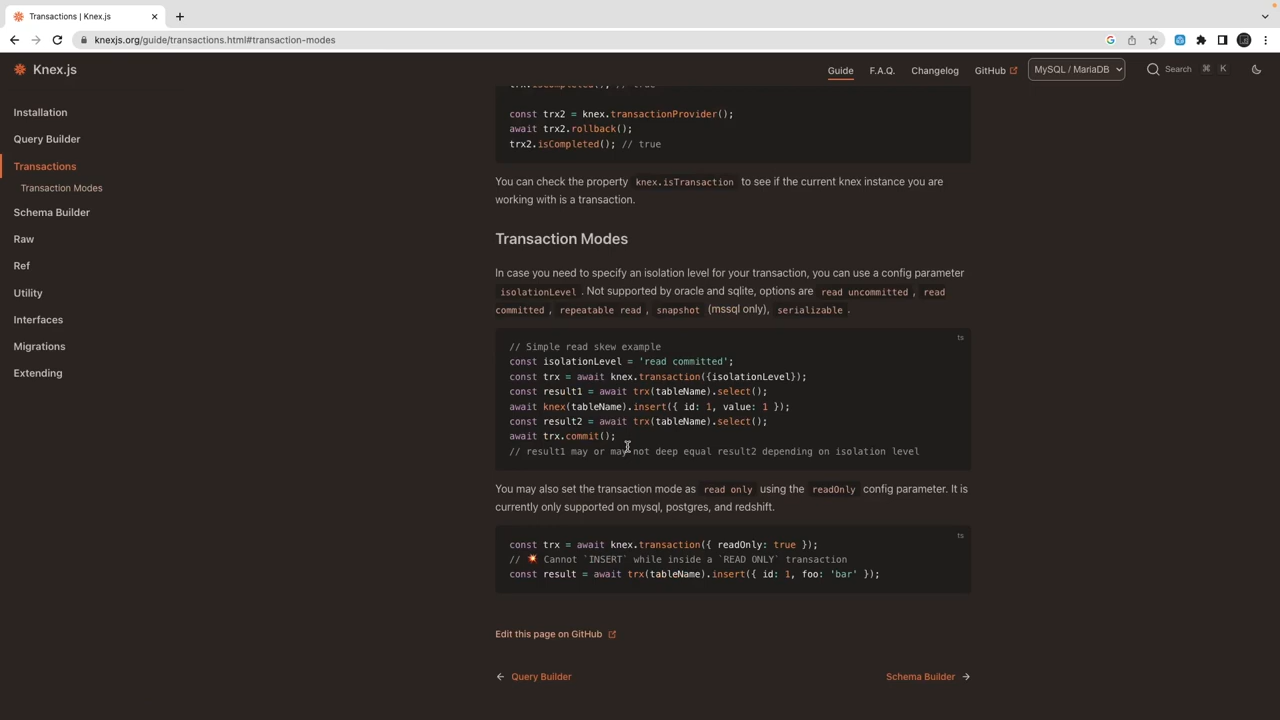 Transactions | Knex.js
knexjs.org/guide/transactions.html#transaction-modes
Knex.js
Guide
F.A.Q.
Changelog
GitHub
MySQL / MariaDB
Search
⌘ K
Installation
Query Builder
Transactions
Transaction Modes
Schema Builder
Raw
Ref
Utility
Interfaces
Migrations
Extending
trx.isCompleted(); // true
const trx2 = knex.transactionProvider();
await trx2.rollback();
trx2.isCompleted(); // true
You can check the property knex.isTransaction to see if the current knex instance you are
working with is a transaction.
Transaction Modes
In case you need to specify an isolation level for your transaction, you can use a config parameter
isolationLevel. Not supported by oracle and sqlite, options are read uncommitted, read
committed, repeatable read, snapshot (mssql only), serializable.
ts
// Simple read skew example
const isolationLevel = 'read committed';
const trx = await knex.transaction({isolationLevel});
const result1 = await trx(tableName).select();
await knex(tableName).insert({ id: 1, value: 1 });
const result2 = await trx(tableName).select();
await trx.commit();
// result1 may or may not deep equal result2 depending on isolation level
You may also set the transaction mode as read only using the readOnly config parameter. It is
currently only supported on mysql, postgres, and redshift.
ts
const trx = await knex.transaction({ readOnly: true });
// 💥 Cannot `INSERT` while inside a `READ ONLY` transaction
const result = await trx(tableName).insert({ id: 1, foo: 'bar' });
Edit this page on GitHub
Query Builder
Schema Builder